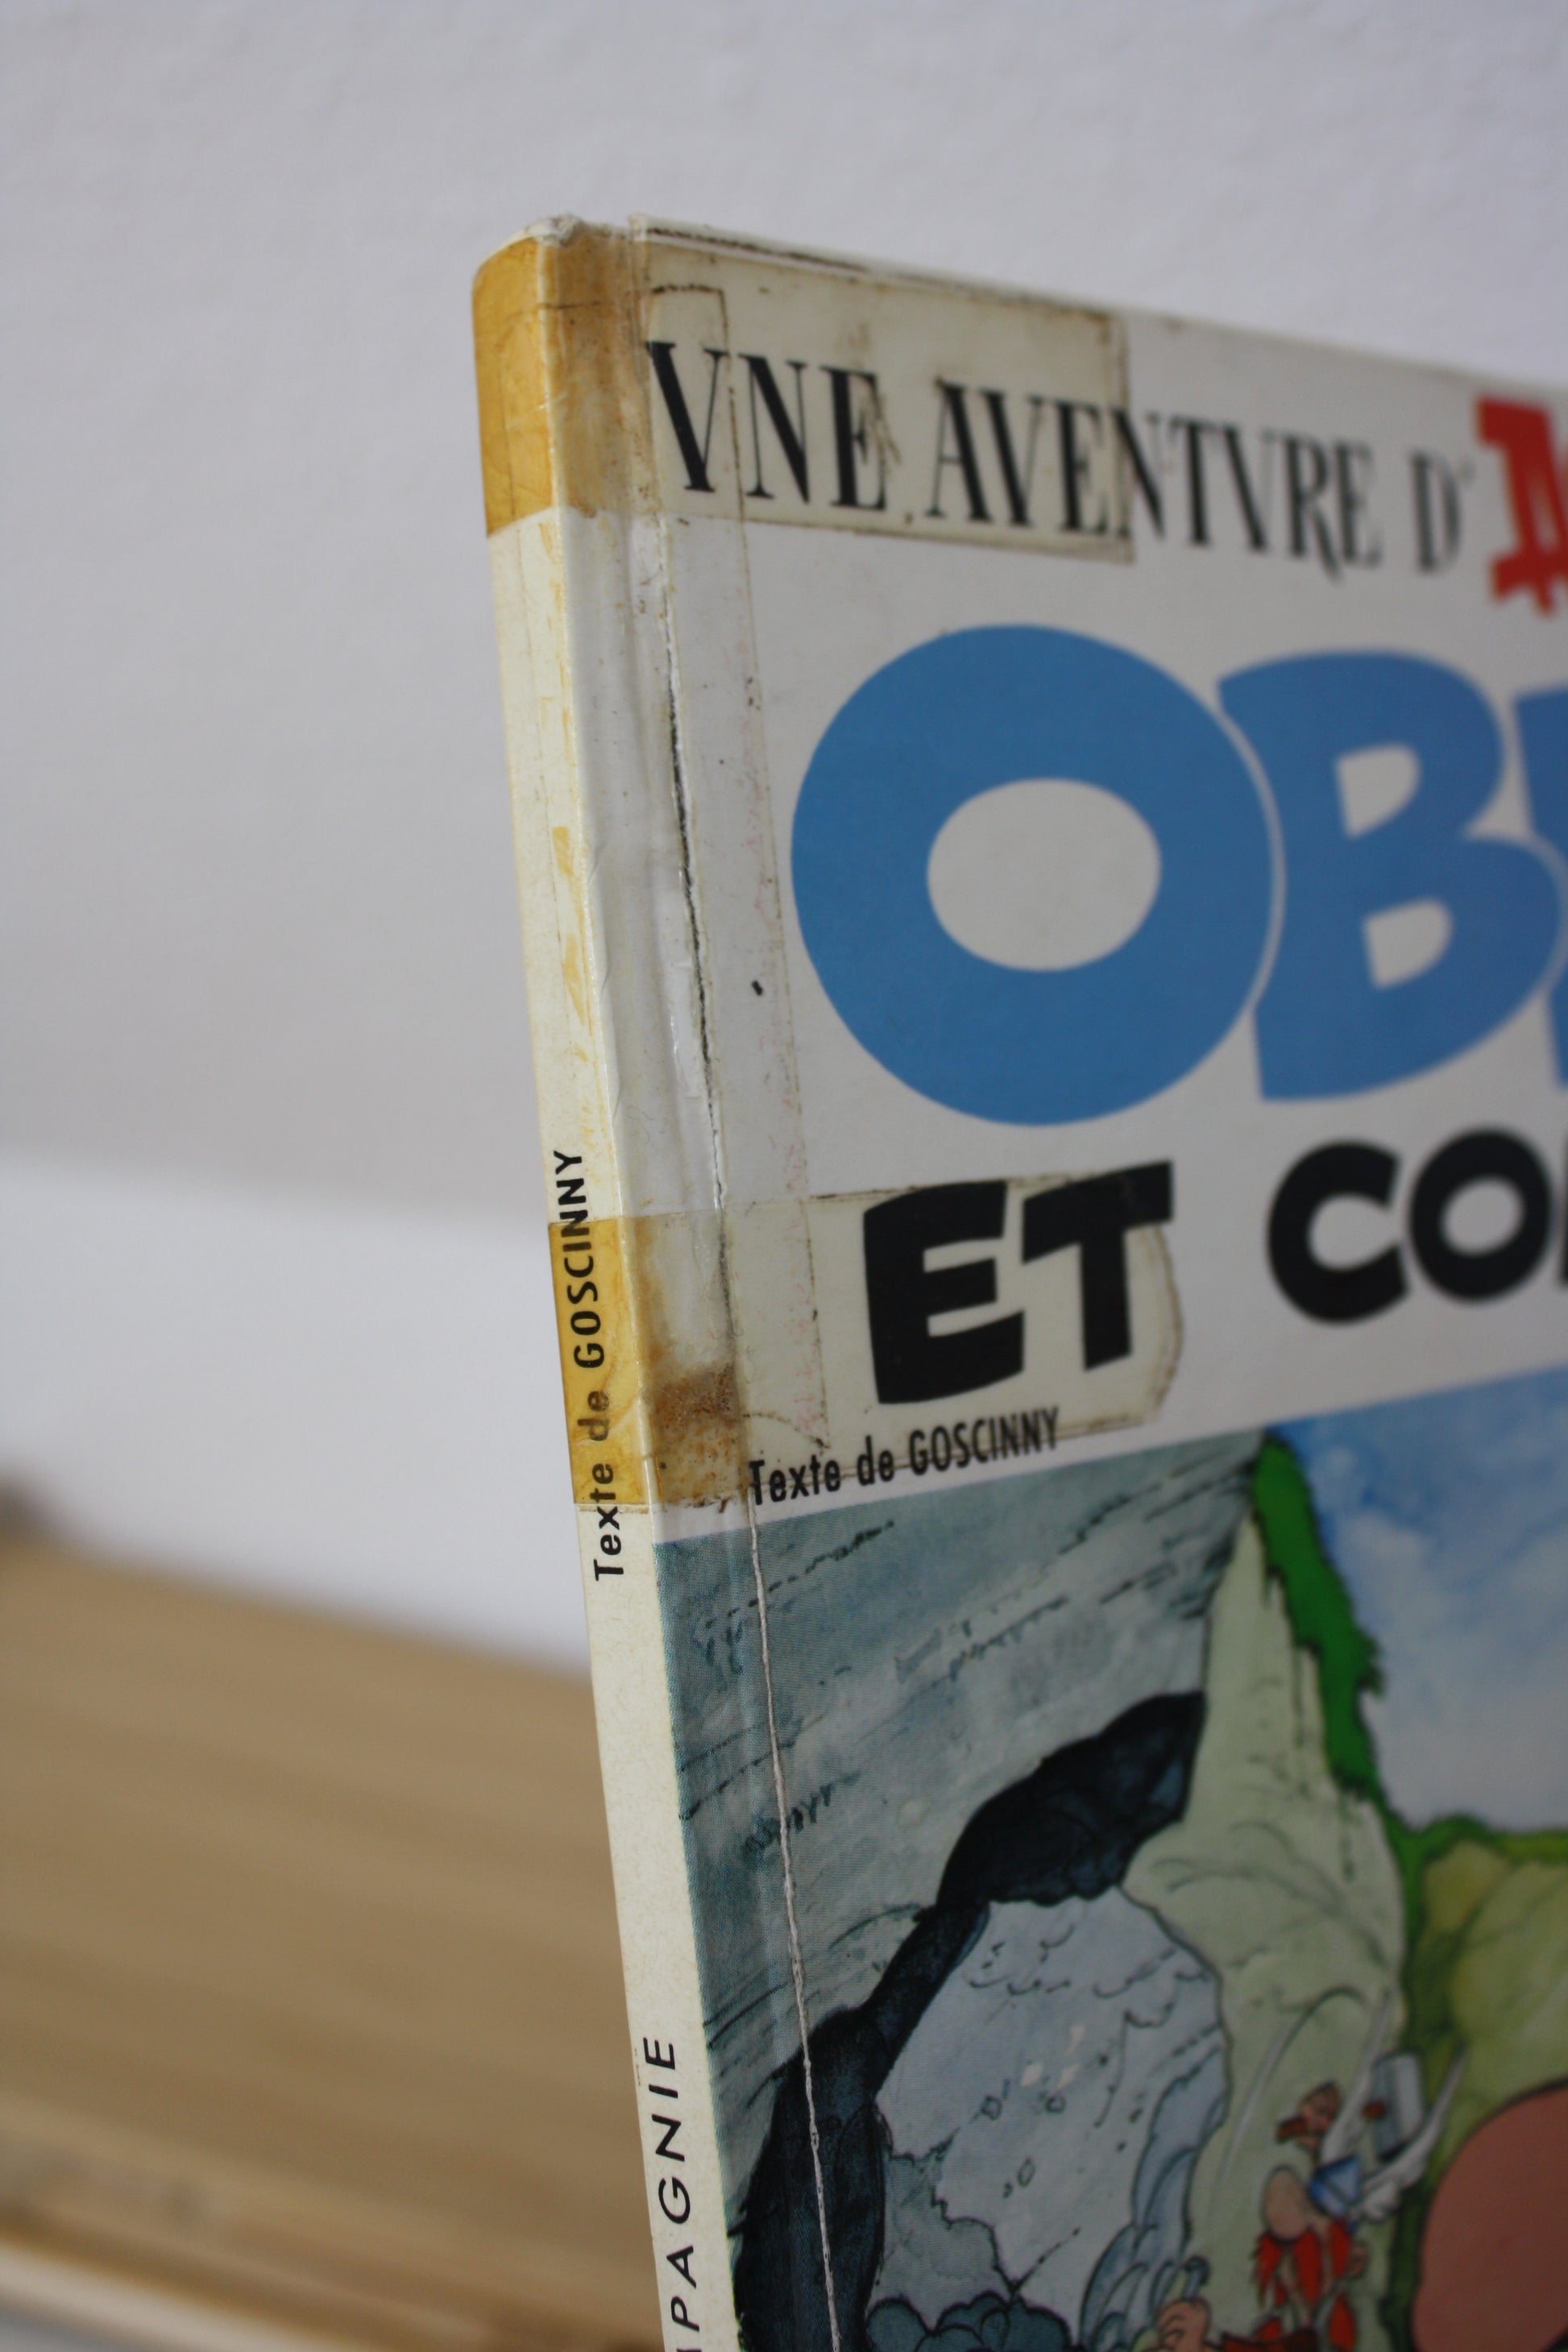 VNE AVENTVRE D'A
OB
ET CO
Texte de GOSCINNY
Texte de GOSCINNY
PAGNIE